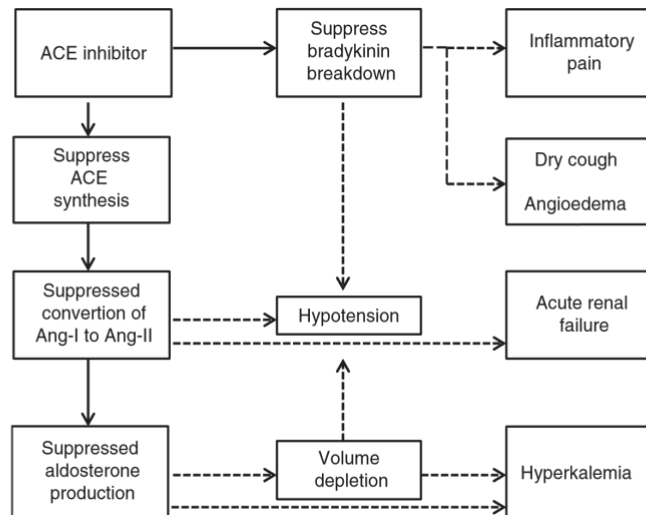 ACE inhibitor
Suppress
bradykinin
breakdown
Inflammatory
pain
Suppress
ACE
synthesis
Dry cough
Angioedema
Suppressed
convertion of
Ang-I to Ang-II
Hypotension
Acute renal
failure
Suppressed
aldosterone
production
Volume
depletion
Hyperkalemia